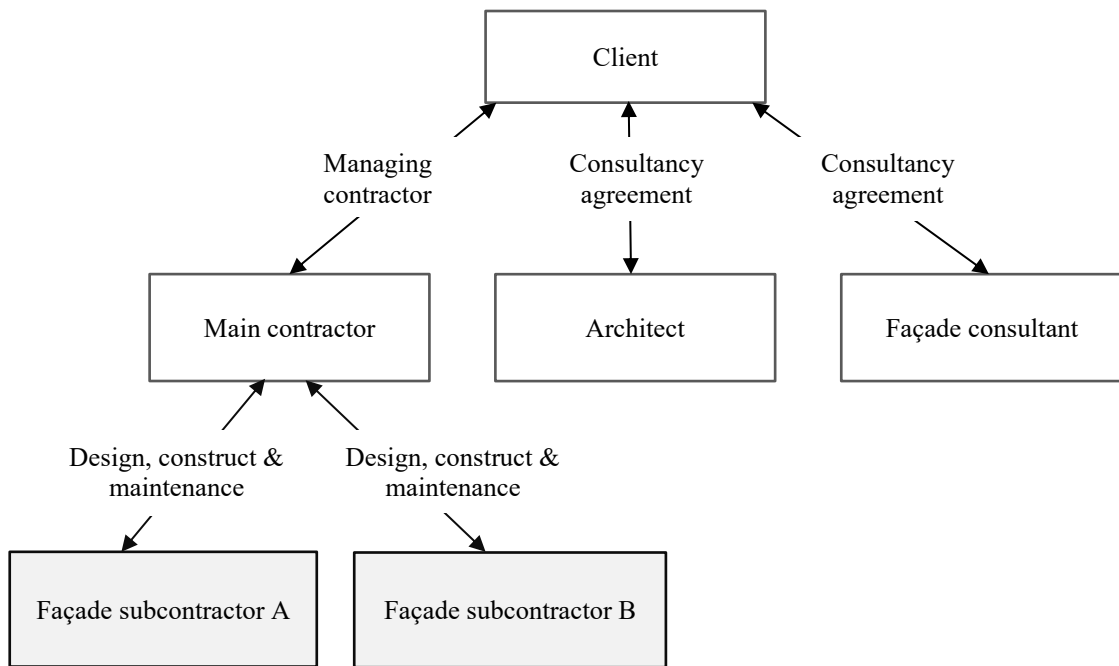 Client
Managing
contractor
Consultancy
agreement
Consultancy
agreement
Main contractor
Architect
Façade consultant
Design, construct &
maintenance
Design, construct &
maintenance
Façade subcontractor A
Façade subcontractor B